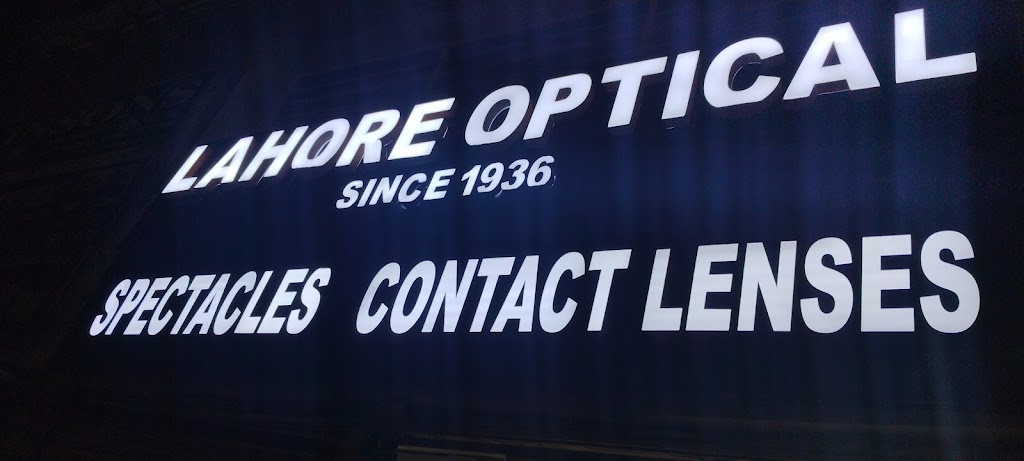 LAHORE OPTICAL
SINCE 1936
SPECTACLES CONTACT LENSES